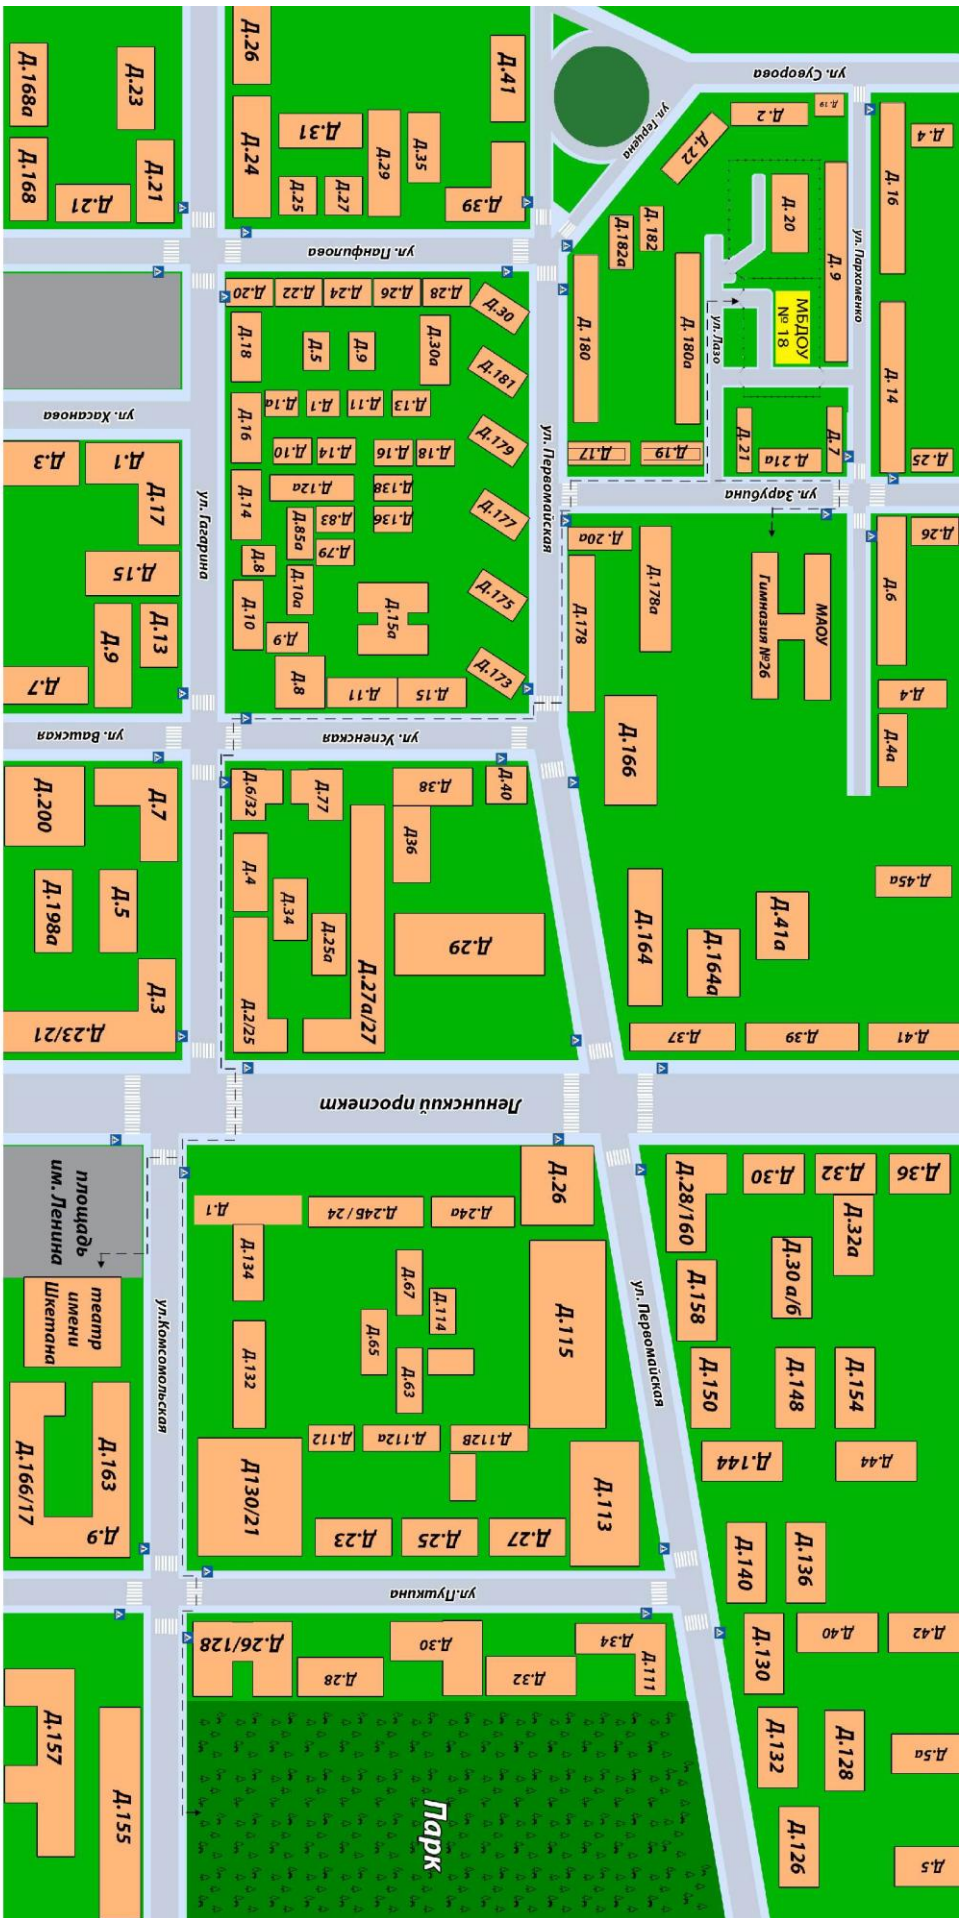 Д.168а
Д.23
Д.26
Д.41
ул. Суворова
Д.168
Д.21
Д.21
Д.24
Д.31
Д.25
Д.27
Д.29
Д.35
Д.39
ул. Герцена
Д.22
Д.2
Д.19
Д.4
Д.16
ул. Панфилова
Д.182а
Д.182
Д.20
Д.9
ул. Пархоменко
Д.20
Д.22
Д.24
Д.26
Д.28
Д.30
Д.180
Д.180а
ул. Лазо
МБДОУ
№ 18
Д.14
Д.18
Д.5
Д.9
Д.30а
Д.181
ул. Хасанова
Д.16
Д.1а
Д.1
Д.11
Д.13
Д.179
ул. Первомайская
Д.3
Д.1
Д.17
Д.10
Д.14
Д.16
Д.18
Д.17
Д.19
Д.21
Д.21а
Д.7
Д.25
ул. Гагарина
Д.14
Д.12а
Д.138
Д.136
Д.177
ул. Зарубина
Д.85а
Д.83
Д.79
Д.20а
Д.178а
Д.26
Д.15
Д.8
Д.10а
Д.10
Д.15а
Д.175
Д.178
Гимназия №26
МАОУ
Д.6
Д.9
Д.13
Д.9
Д.7
Д.8
Д.11
Д.15
Д.173
Д.4
Д.4а
ул. Вашская
ул. Успенская
Д.166
Д.200
Д.7
Д.6/32
Д.77
Д.38
Д.40
Д36
Д.4
Д.34
Д.198а
Д.5
Д.25а
Д.27а/27
Д.29
Д.164
Д.164а
Д.41а
Д.45а
Д.3
Д.23/21
Д.2/25
Д.37
Д.39
Д.41
Ленинский проспект
площадь
им. Ленина
Д.1
Д.24б / 24
Д.24а
Д.26
Д.28/160
Д.30
Д.32
Д.36
Д.32а
Д.30 а/б
театр
имени
Шкетана
ул.Комсомольская
Д.134
Д.67
Д.114
Д.115
ул. Первомайская
Д.158
Д.132
Д.65
Д.63
Д.150
Д.148
Д.154
Д.166/17
Д.163
Д.9
Д130/21
Д.112
Д.112а
Д.112В
Д.113
Д.144
Д.44
Д.23
Д.25
Д.27
Д.140
Д.136
ул.Пушкина
Д.26/128
Д.28
Д.30
Д.32
Д.34
Д.111
Д.130
Д.40
Д.42
Д.157
Д.155
Парк
Д.132
Д.128
Д.5а
Д.126
Д.5